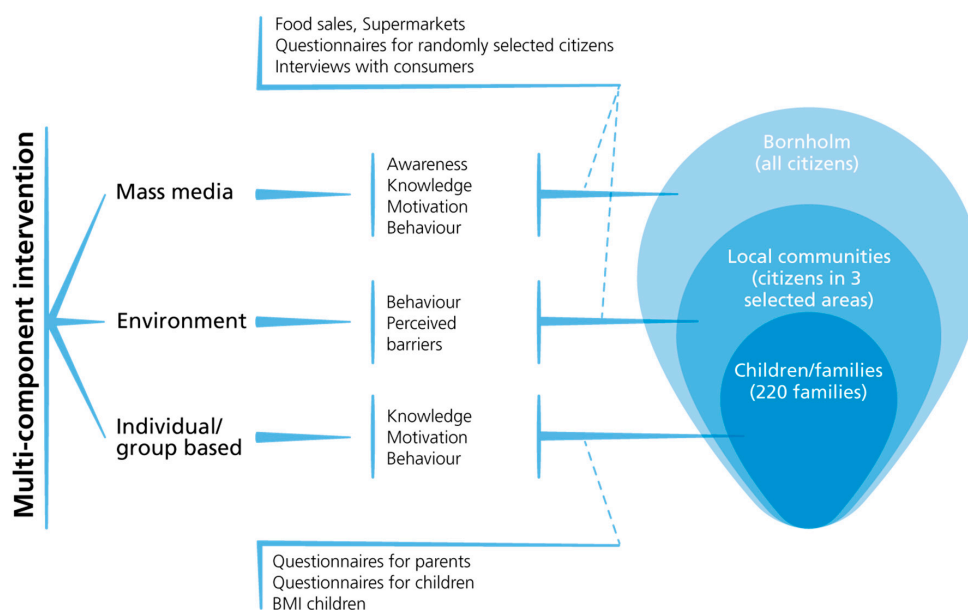 Food sales, Supermarkets
Questionnaires for randomly selected citizens
Interviews with consumers
Multi-component intervention
Mass media
Awareness
Knowledge
Motivation
Behaviour
Bornholm
(all citizens)
Environment
Behaviour
Perceived
barriers
Local communities
(citizens in 3
selected areas)
Individual/
group based
Knowledge
Motivation
Behaviour
Children/families
(220 families)
Questionnaires for parents
Questionnaires for children
BMI children